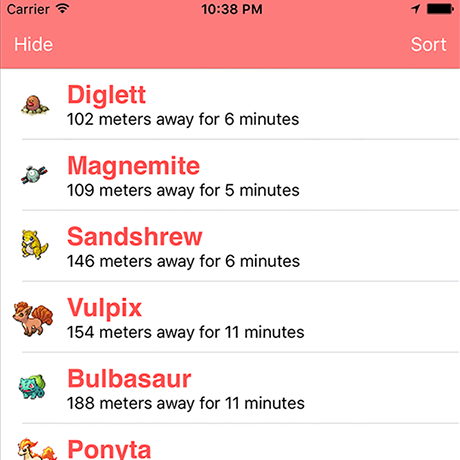 Carrier 10:38 PM
Hide Sort
Diglett
102 meters away for 6 minutes
Magnemite
109 meters away for 5 minutes
Sandshrew
146 meters away for 6 minutes
Vulpix
154 meters away for 11 minutes
Bulbasaur
188 meters away for 11 minutes
Ponyta